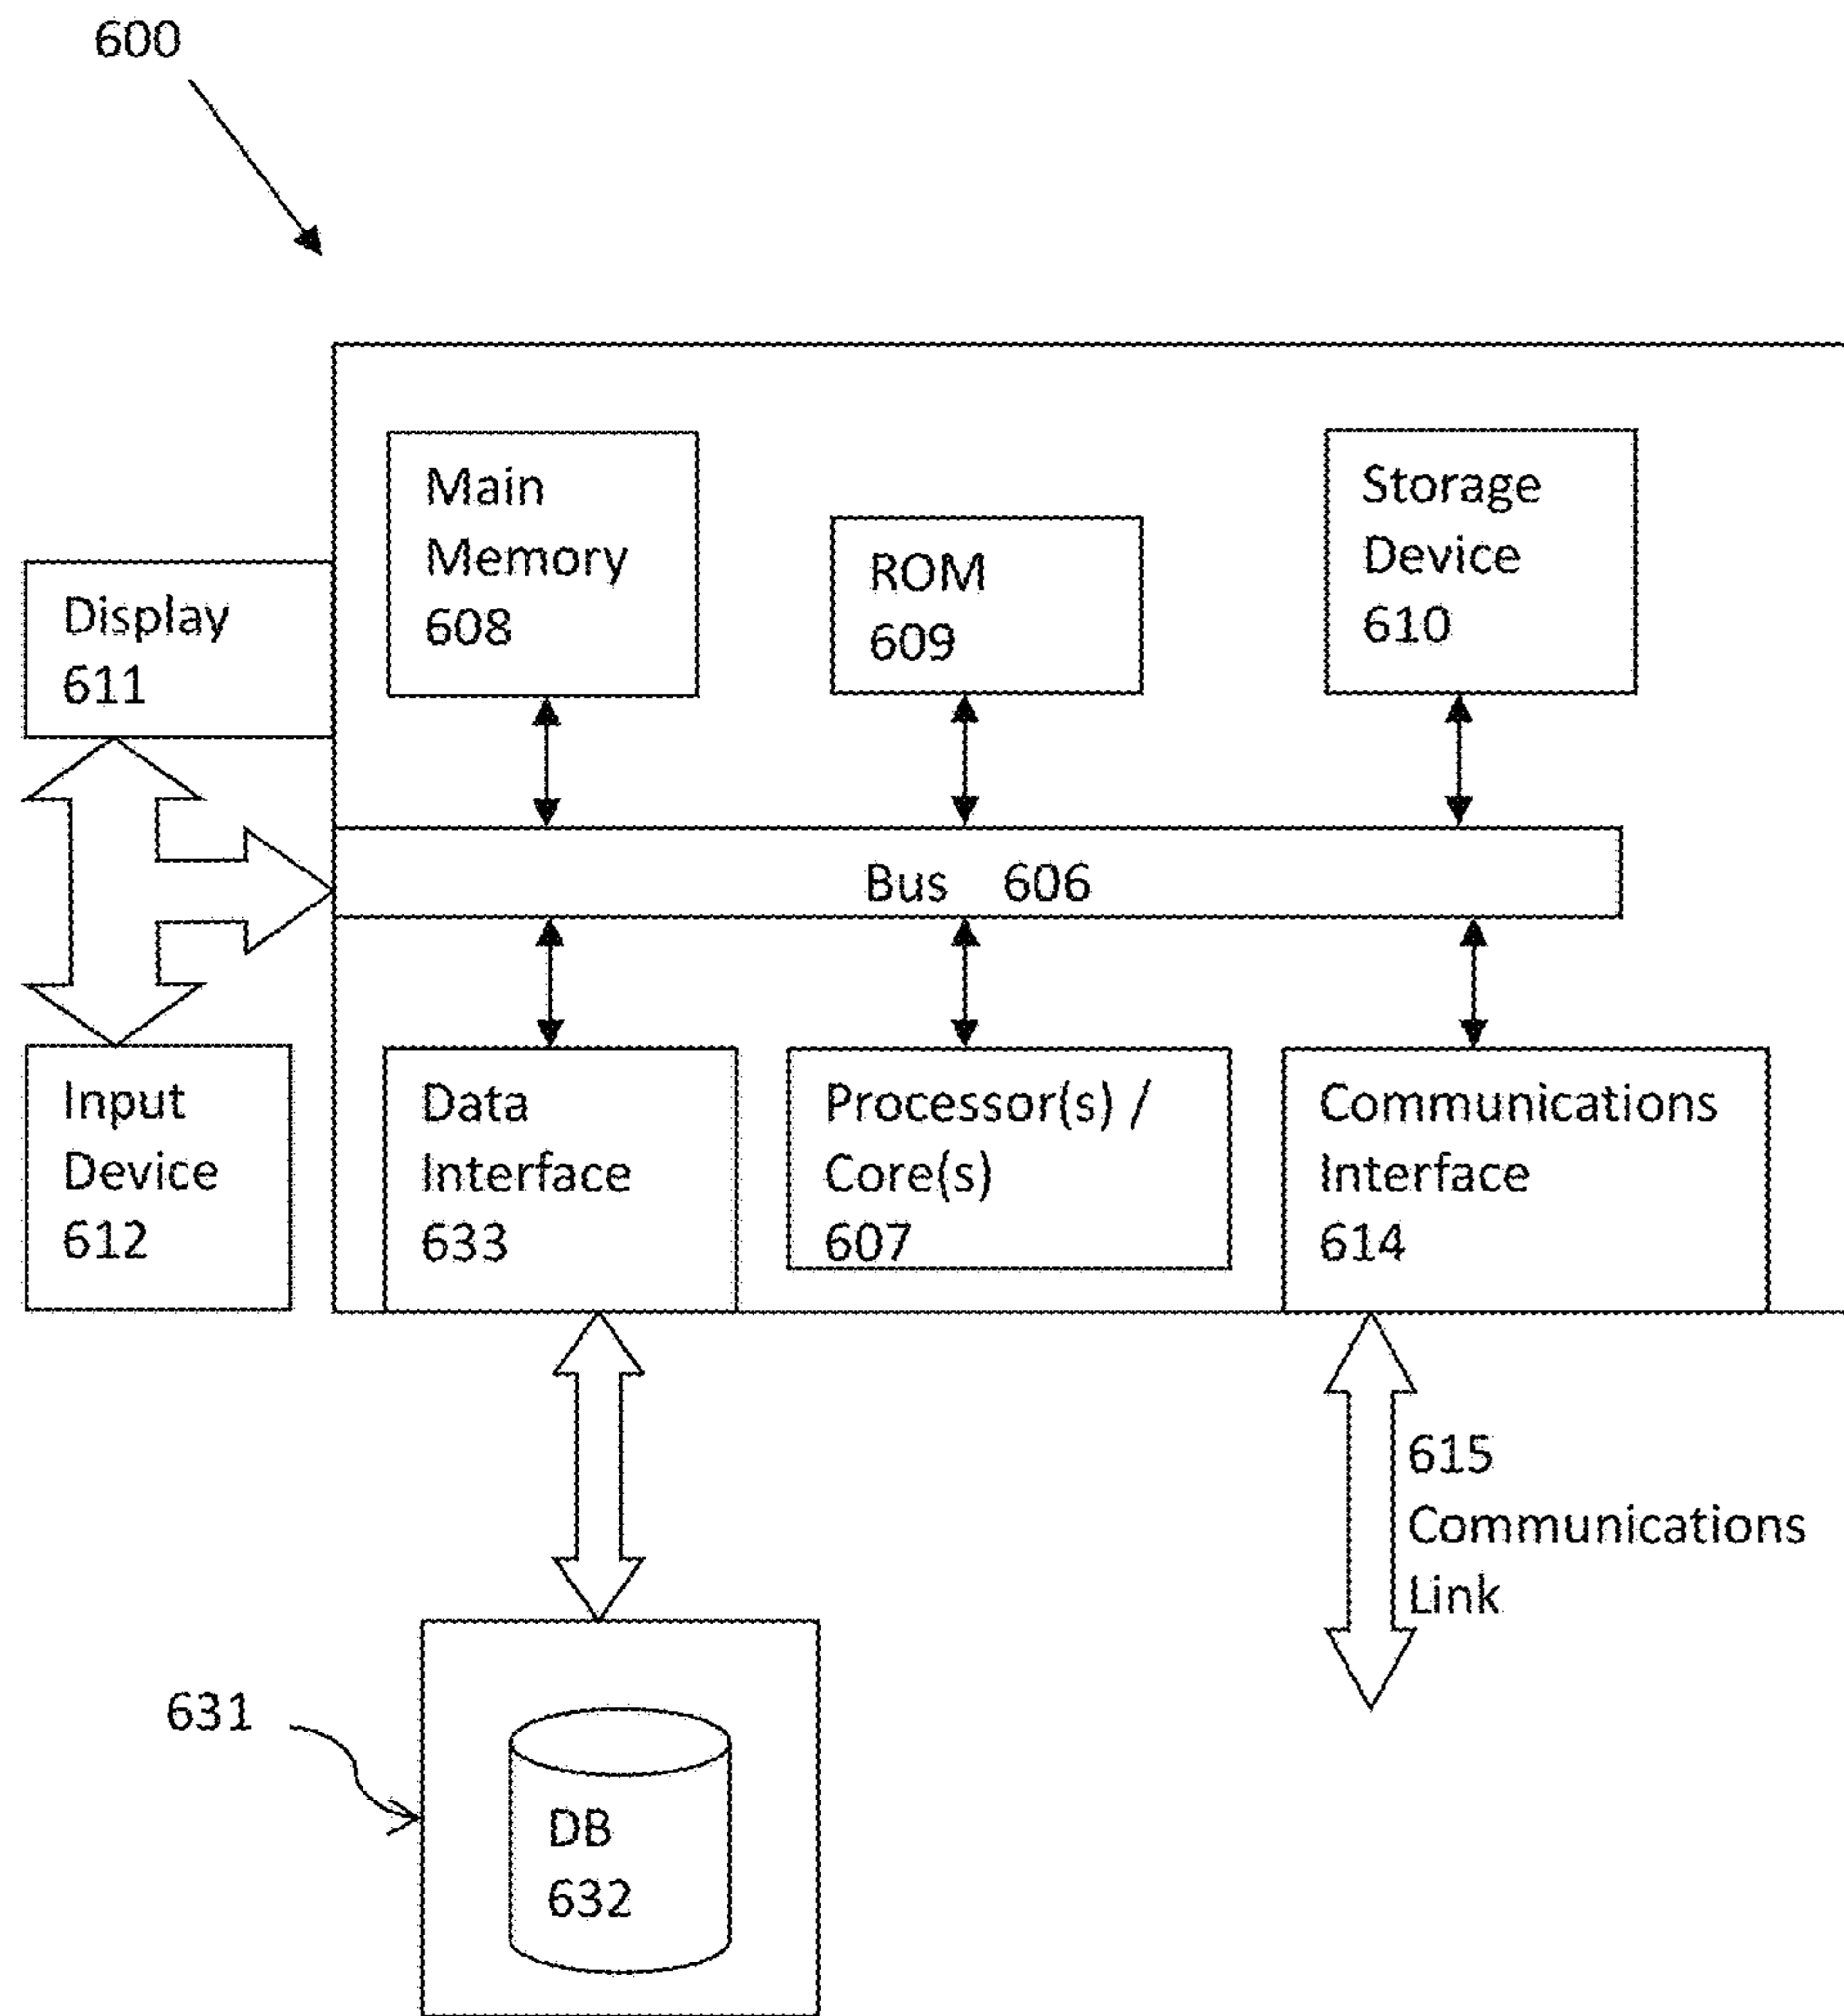 600
Main
Memory
608
ROM
609
Storage
Device
610
Display
611
Bus 606
Input
Device
612
Data
Interface
633
Processor(s) /
Core(s)
607
Communications
Interface
614
615
Communications
Link
631
DB
632